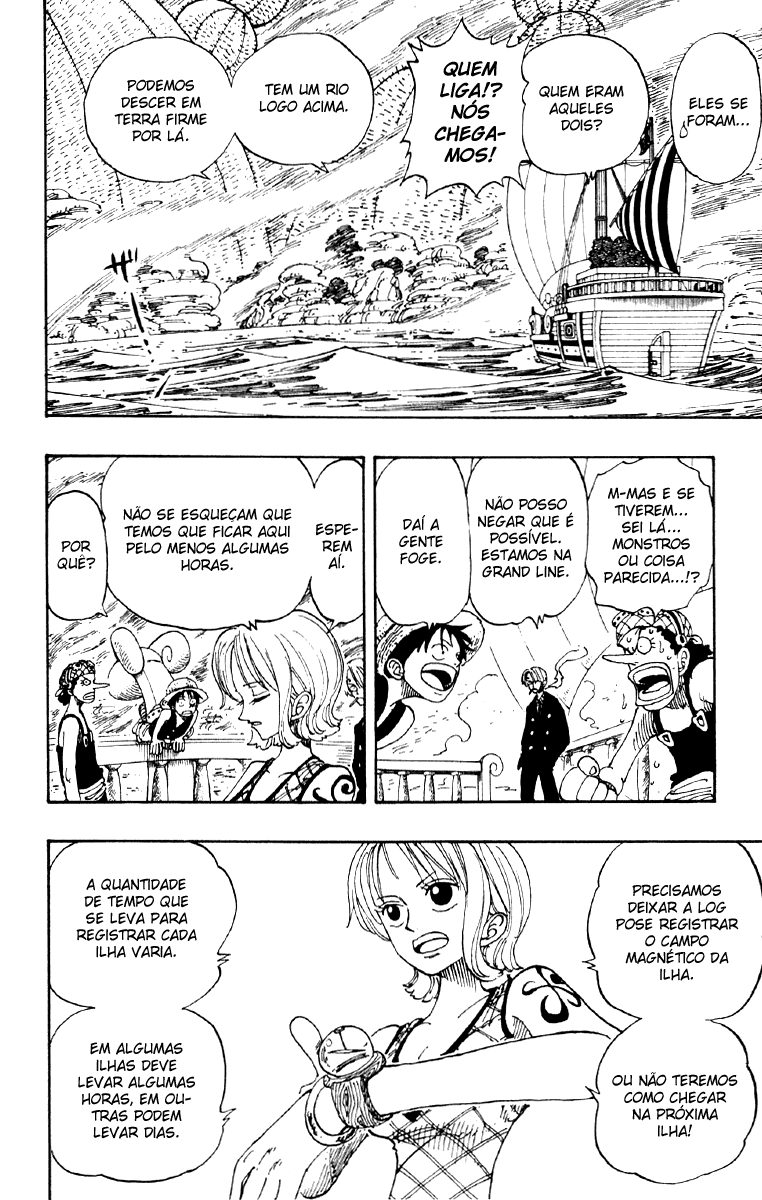 ELES SE
FORAM...
QUEM ERAM
AQUELES
DOIS?
QUEM
LIGA!?
NÓS
CHEGA-
MOS!
TEM UM RIO
LOGO ACIMA.
PODEMOS
DESCER EM
TERRA FIRME
POR LÁ.
ザザ
M-MAS E SE
TIVEREM...
SEI LÁ...
MONSTROS
OU COISA
PARECIDA...!?
NÃO POSSO
NEGAR QUE É
POSSÍVEL.
ESTAMOS NA
GRAND LINE.
DAÍ A
GENTE
FOGE.
ESPE-
REM
AÍ.
NÃO SE ESQUEÇAM QUE
TEMOS QUE FICAR AQUI
PELO MENOS ALGUMAS
HORAS.
POR
QUÊ?
PRECISAMOS
DEIXAR A LOG
POSE REGISTRAR
O CAMPO
MAGNÉTICO DA
ILHA.
OU NÃO TEREMOS
COMO CHEGAR
NA PRÓXIMA
ILHA!
A QUANTIDADE
DE TEMPO QUE
SE LEVA PARA
REGISTRAR CADA
ILHA VARIA.
EM ALGUMAS
ILHAS DEVE
LEVAR ALGUMAS
HORAS, EM OU-
TRAS PODEM
LEVAR DIAS.